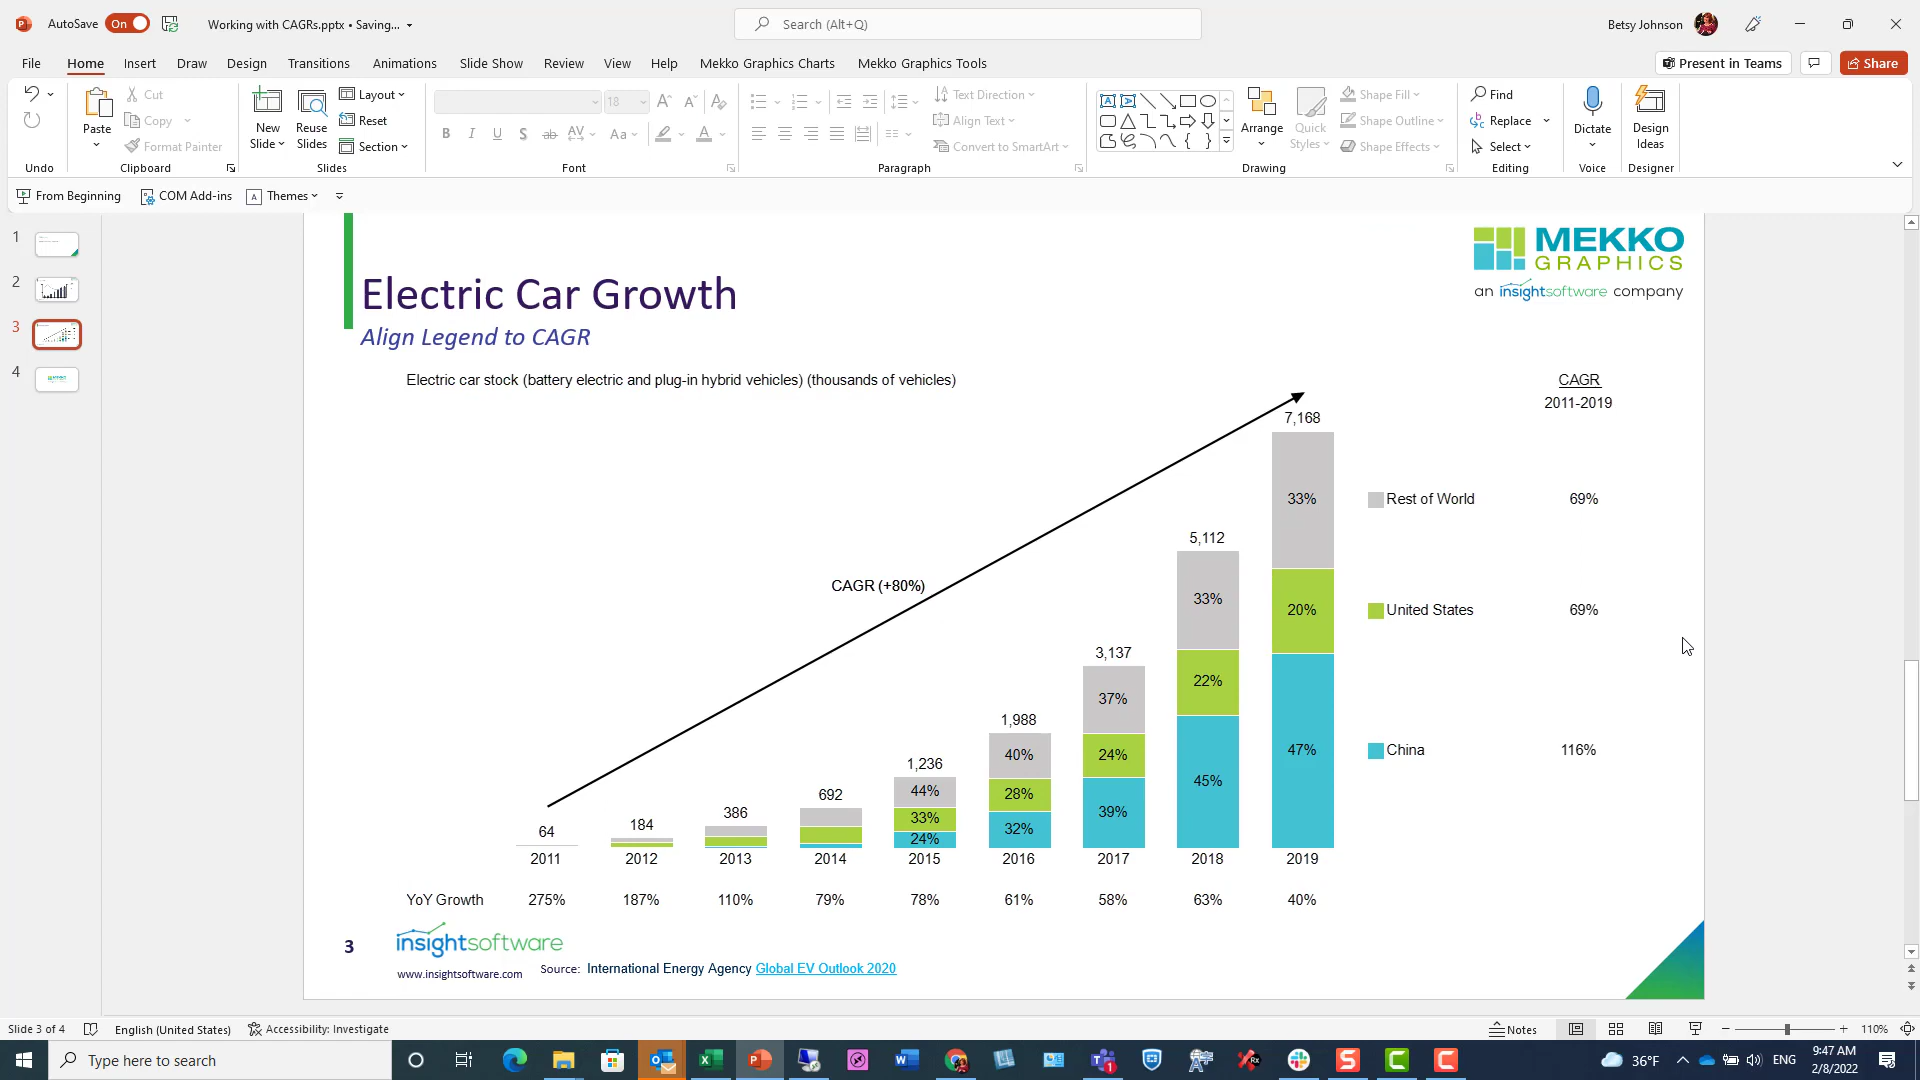 AutoSave On Working with CAGRs.pptx • Saving... Search (Alt+Q) Betsy Johnson
File Home Insert Draw Design Transitions Animations Slide Show Review View Help Mekko Graphics Charts Mekko Graphics Tools Present in Teams Share
Paste Cut Copy Format Painter
New Slide Reuse Slides Layout Reset Section
18
Text Direction Align Text Convert to SmartArt
Arrange Quick Styles Shape Fill Shape Outline Shape Effects
Find Replace Select
Dictate Design Ideas
Undo Clipboard Slides Font Paragraph Drawing Editing Voice Designer
From Beginning COM Add-ins Themes
1
2
3
4
MEKKO
GRAPHICS
an insightsoftware company
Electric Car Growth
Align Legend to CAGR
Electric car stock (battery electric and plug-in hybrid vehicles) (thousands of vehicles)
CAGR
2011-2019
CAGR (+80%)
64 184 386 692 1,236 1,988 3,137 5,112 7,168
44% 40% 37% 33% 33% Rest of World 69%
33% 28% 24% 22% 20% United States 69%
24% 32% 39% 45% 47% China 116%
2011 2012 2013 2014 2015 2016 2017 2018 2019
YoY Growth 275% 187% 110% 79% 78% 61% 58% 63% 40%
3
insightsoftware
www.insightsoftware.com
Source: International Energy Agency Global EV Outlook 2020
Slide 3 of 4 English (United States) Accessibility: Investigate Notes 110%
Type here to search 36°F ENG 9:47 AM
2/8/2022